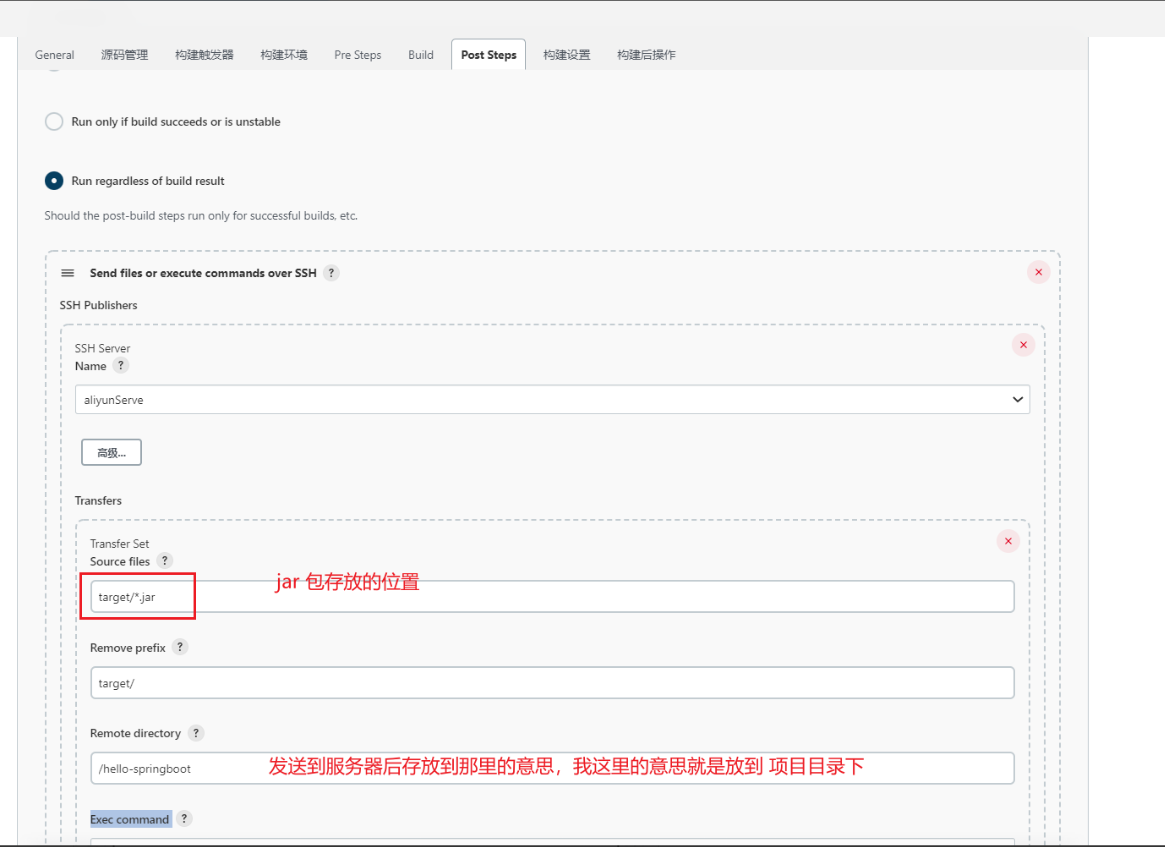 General 源码管理 构建触发器 构建环境 Pre Steps Build Post Steps 构建设置 构建后操作
Run only if build succeeds or is unstable
Run regardless of build result
Should the post-build steps run only for successful builds, etc.
Send files or execute commands over SSH ?
SSH Publishers
SSH Server
Name ?
aliyunServe
高级...
Transfers
Transfer Set
Source files ?
jar 包存放的位置
target/*.jar
Remove prefix ?
target/
Remote directory ?
/hello-springboot 发送到服务器后存放到那里的意思，我这里的意思就是放到 项目目录下
Exec command ?